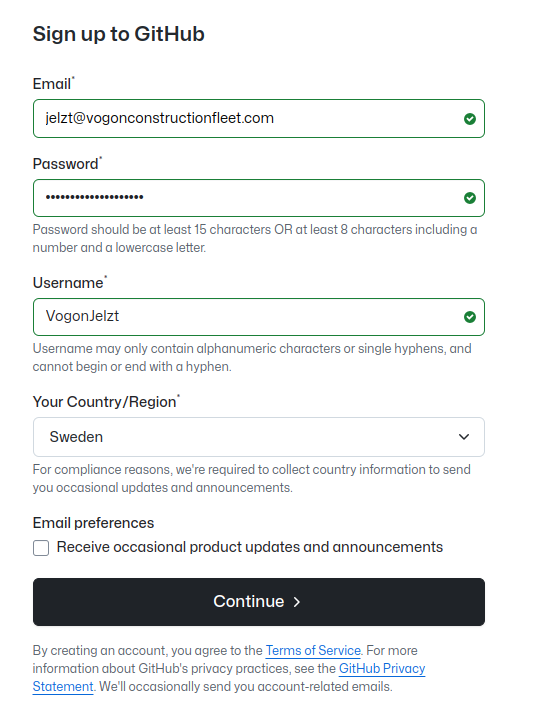 Sign up to GitHub
Email*
jelzt@vogonconstructionfleet.com
Password*
••••••••••••••••••••
Password should be at least 15 characters OR at least 8 characters including a
number and a lowercase letter.
Username*
VogonJelzt
Username may only contain alphanumeric characters or single hyphens, and
cannot begin or end with a hyphen.
Your Country/Region*
Sweden
For compliance reasons, we're required to collect country information to send
you occasional updates and announcements.
Email preferences
Receive occasional product updates and announcements
Continue
By creating an account, you agree to the Terms of Service. For more
information about GitHub's privacy practices, see the GitHub Privacy
Statement. We'll occasionally send you account-related emails.